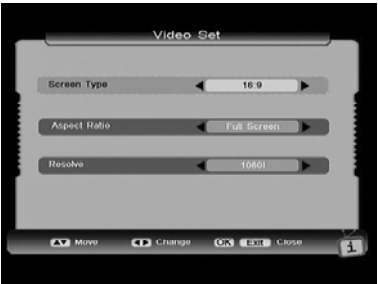 Video Set
Screen Type 16:9
Aspect Ratio Full Screen
Resolve 1080I
Move Change OK Exit Close
i